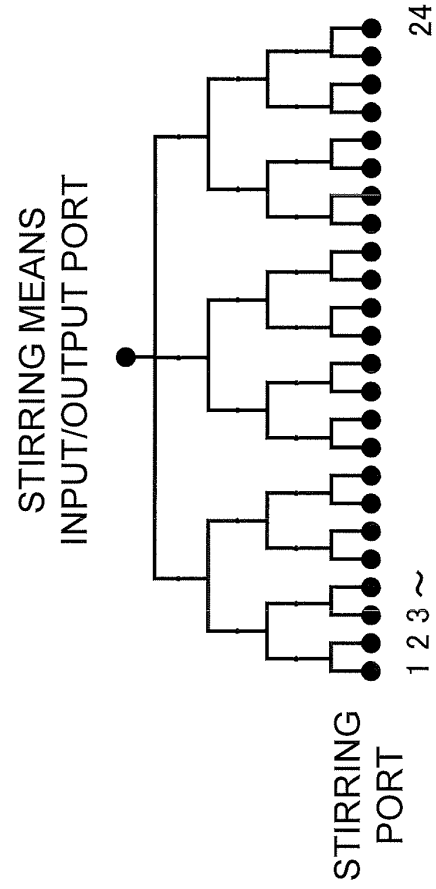 STIRRING MEANS
INPUT/OUTPUT PORT
STIRRING
PORT
1 2 3 ~ 24